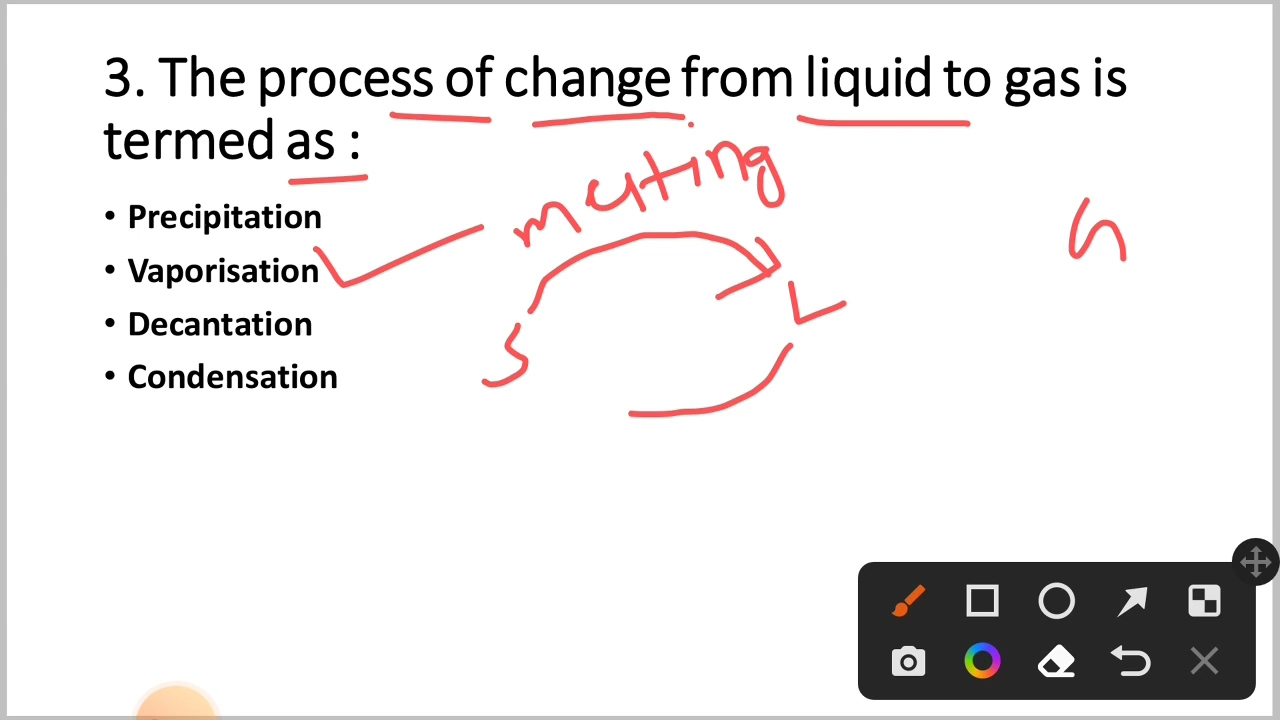 3. The process of change from liquid to gas is
termed as :
melting
• Precipitation
• Vaporisation
• Decantation
• Condensation
S
L
G